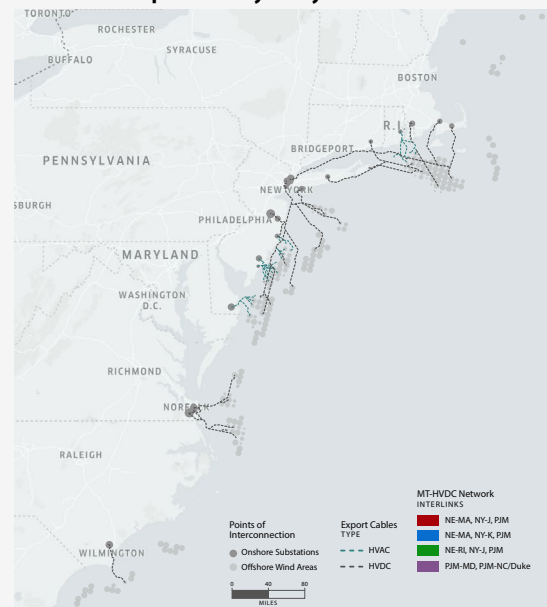 TORONTO
ROCHESTER
SYRACUSE
BUFFALO
BOSTON
R.I.
BRIDGEPORT
PENNSYLVANIA
NEW YORK
SBURGH
PHILADELPHIA
MARYLAND
WASHINGTON
D.C.
RICHMOND
NORFOLK
RALEIGH
WILMINGTON
Points of
Interconnection
Onshore Substations
Offshore Wind Areas
0 40 80
MILES
Export Cables
TYPE
HVAC
HVDC
MT-HVDC Network
INTERLINKS
NE-MA, NY-J, PJM
NE-MA, NY-K, PJM
NE-RI, NY-J, PJM
PJM-MD, PJM-NC/Duke